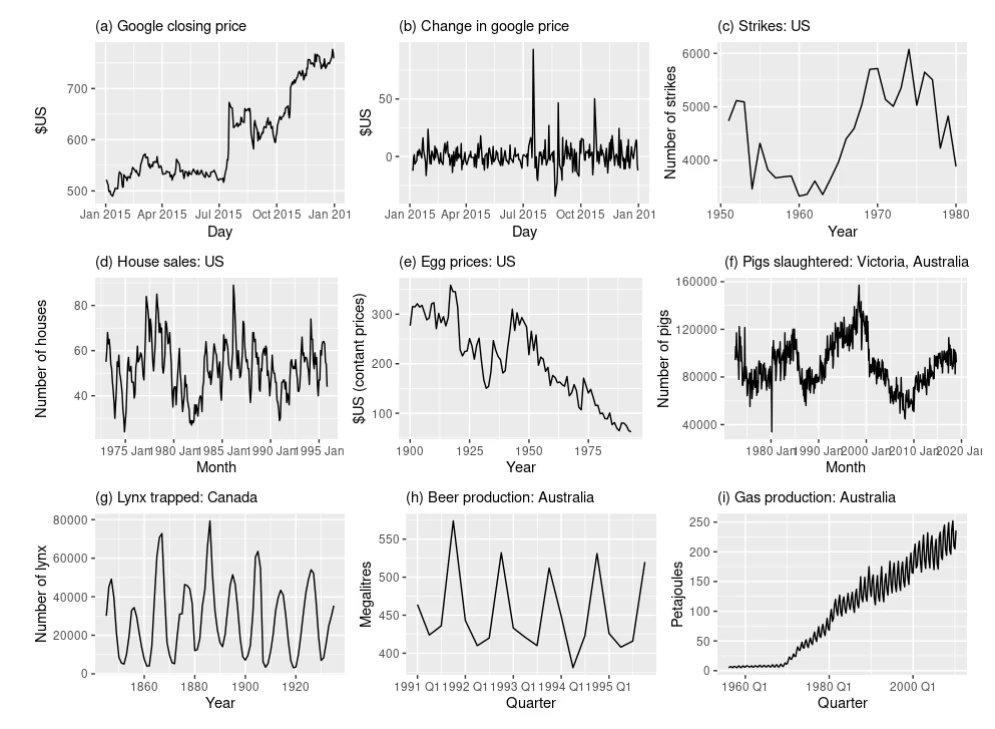 (a) Google closing price
$US
700
600
500
Jan 2015 Apr 2015 Jul 2015 Oct 2015 Jan 201
Day
(b) Change in google price
$US
50
0
Jan 2015 Apr 2015 Jul 2015 Oct 2015 Jan 201
Day
(c) Strikes: US
Number of strikes
6000
5000
4000
1950 1960 1970 1980
Year
(d) House sales: US
Number of houses
80
60
40
1975 Jan 1980 Jan 1985 Jan 1990 Jan 1995 Jan
Month
(e) Egg prices: US
$US (contant prices)
300
200
100
1900 1925 1950 1975
Year
(f) Pigs slaughtered: Victoria, Australia
Number of pigs
160000
120000
80000
40000
1980 Jan 1990 Jan 2000 Jan 2010 Jan 2020 Jan
Month
(g) Lynx trapped: Canada
Number of lynx
80000
60000
40000
20000
0
1860 1880 1900 1920
Year
(h) Beer production: Australia
Megalitres
550
500
450
400
1991 Q1 1992 Q1 1993 Q1 1994 Q1 1995 Q1
Quarter
(i) Gas production: Australia
Petajoules
250
200
150
100
50
0
1960 Q1 1980 Q1 2000 Q1
Quarter